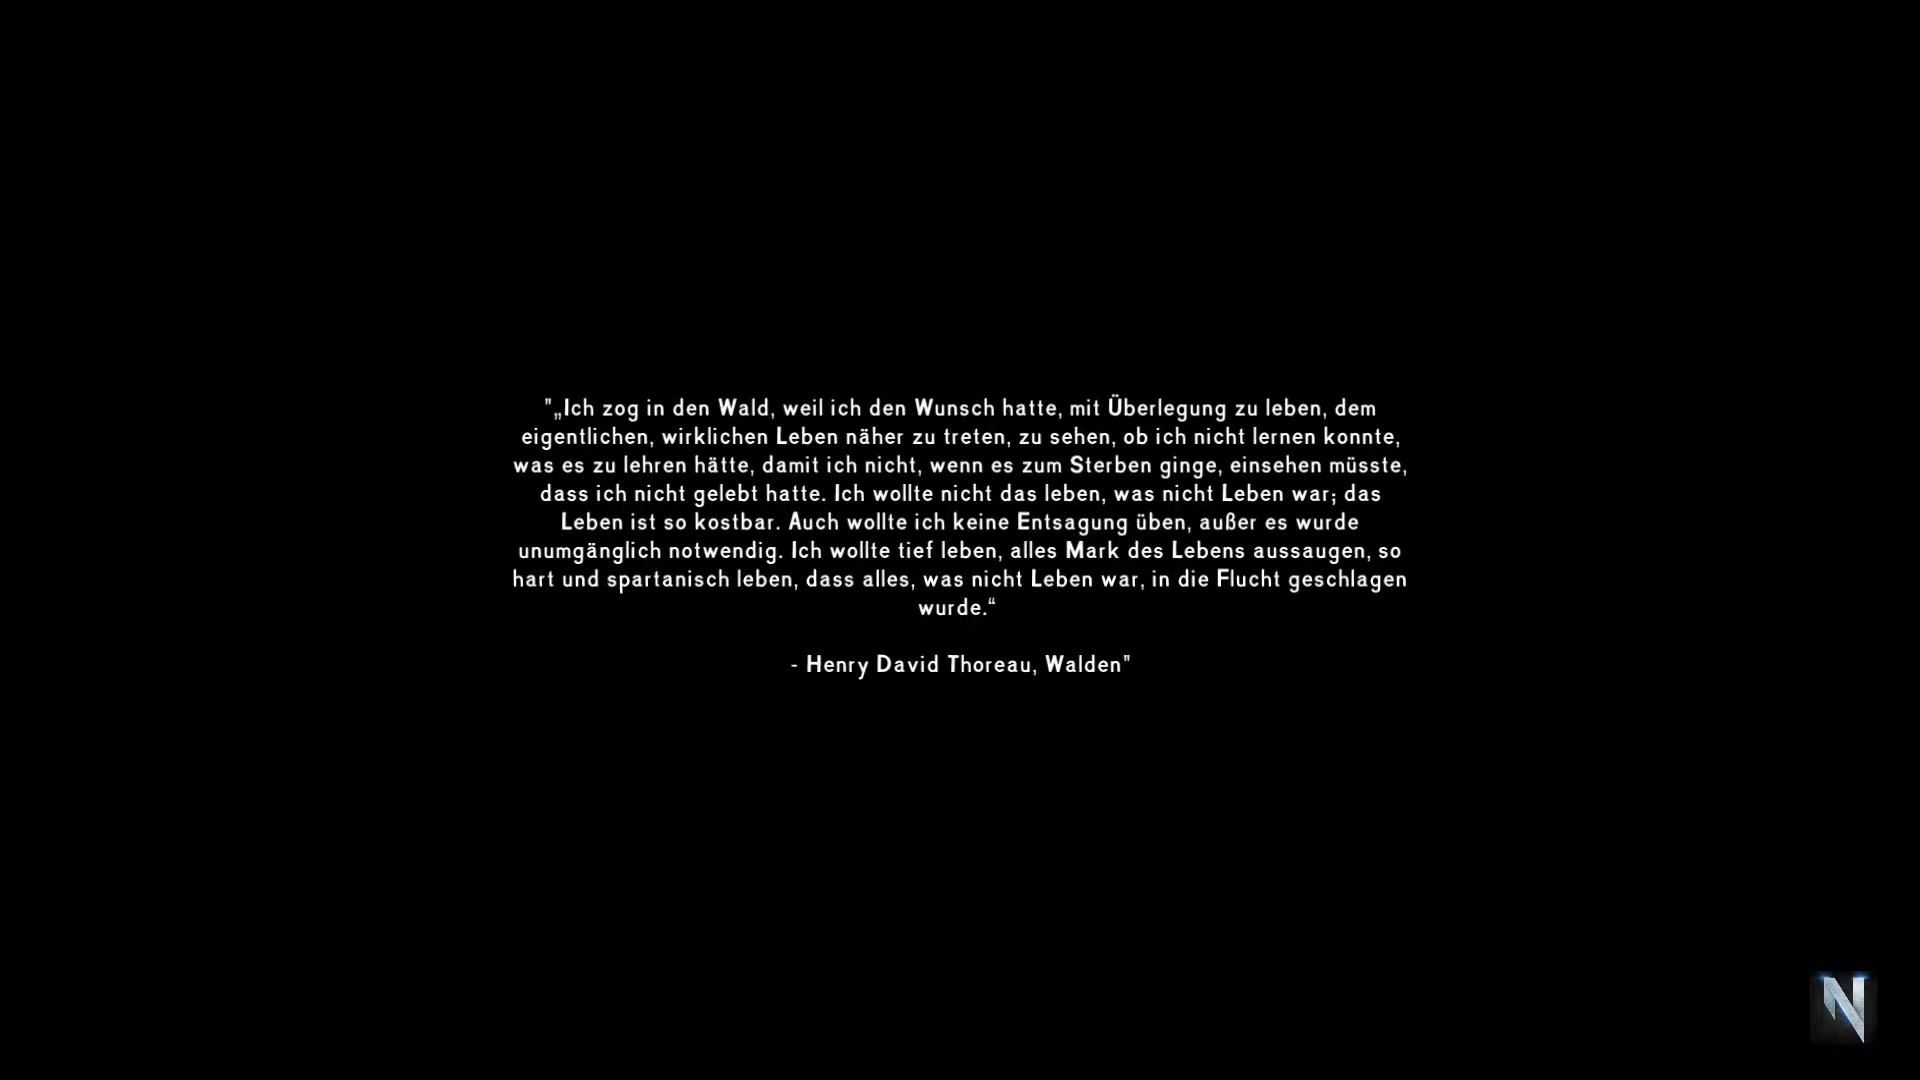 "„Ich zog in den Wald, weil ich den Wunsch hatte, mit Überlegung zu leben, dem
eigentlichen, wirklichen Leben näher zu treten, zu sehen, ob ich nicht lernen konnte,
was es zu lehren hätte, damit ich nicht, wenn es zum Sterben ginge, einsehen müsste,
dass ich nicht gelebt hatte. Ich wollte nicht das leben, was nicht Leben war; das
Leben ist so kostbar. Auch wollte ich keine Entsagung üben, außer es wurde
unumgänglich notwendig. Ich wollte tief leben, alles Mark des Lebens aussaugen, so
hart und spartanisch leben, dass alles, was nicht Leben war, in die Flucht geschlagen
wurde.“
- Henry David Thoreau, Walden"
N